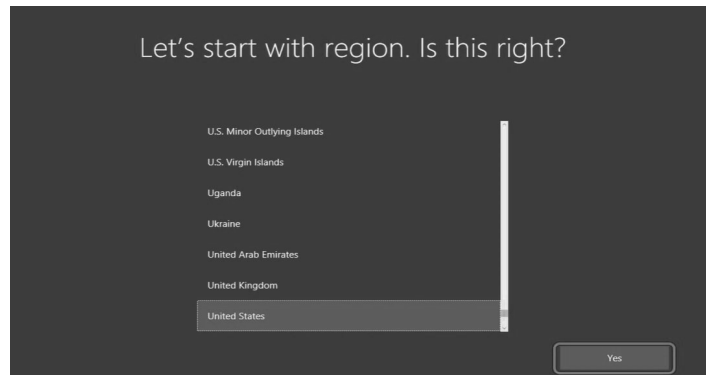 Let's start with region. Is this right?
U.S. Minor Outlying Islands
U.S. Virgin Islands
Uganda
Ukraine
United Arab Emirates
United Kingdom
United States
Yes